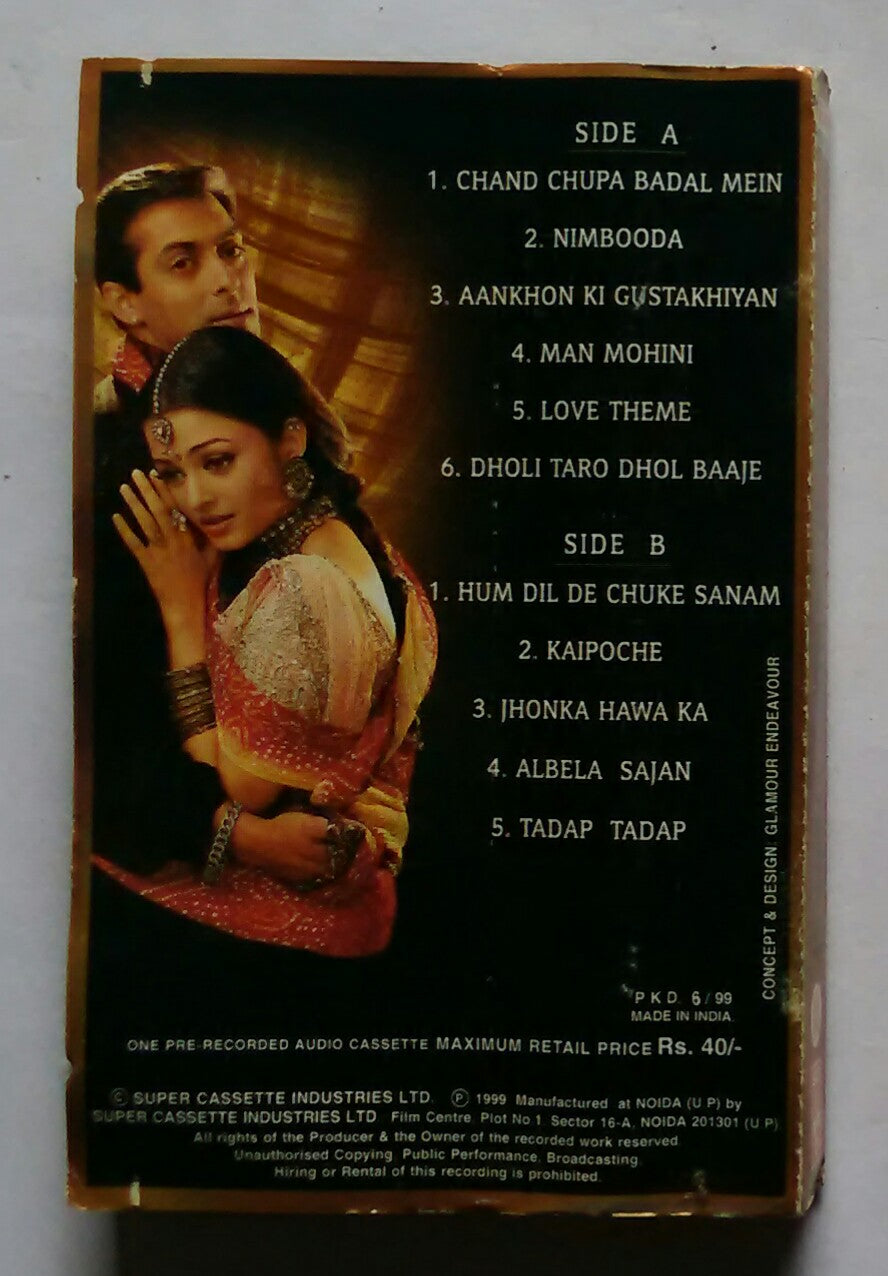 SIDE A
1. CHAND CHUPA BADAL MEIN
2. NIMBOODA
3. AANKHON KI GUSTAKHIYAN
4. MAN MOHINI
5. LOVE THEME
6. DHOLI TARO DHOL BAAJE
SIDE B
1. HUM DIL DE CHUKE SANAM
2. KAIPOCHE
3. JHONKA HAWA KA
4. ALBELA SAJAN
5. TADAP TADAP
CONCEPT & DESIGN: GLAMOUR ENDEAVOUR
P K D. 6/99
MADE IN INDIA.
ONE PRE-RECORDED AUDIO CASSETTE MAXIMUM RETAIL PRICE Rs. 40/-
© SUPER CASSETTE INDUSTRIES LTD. ℗ 1999 Manufactured at NOIDA (U P) by
SUPER CASSETTE INDUSTRIES LTD. Film Centre, Plot No 1, Sector 16-A, NOIDA 201301 (U P)
All rights of the Producer & the Owner of the recorded work reserved.
Unauthorised Copying, Public Performance, Broadcasting,
Hiring or Rental of this recording is prohibited.